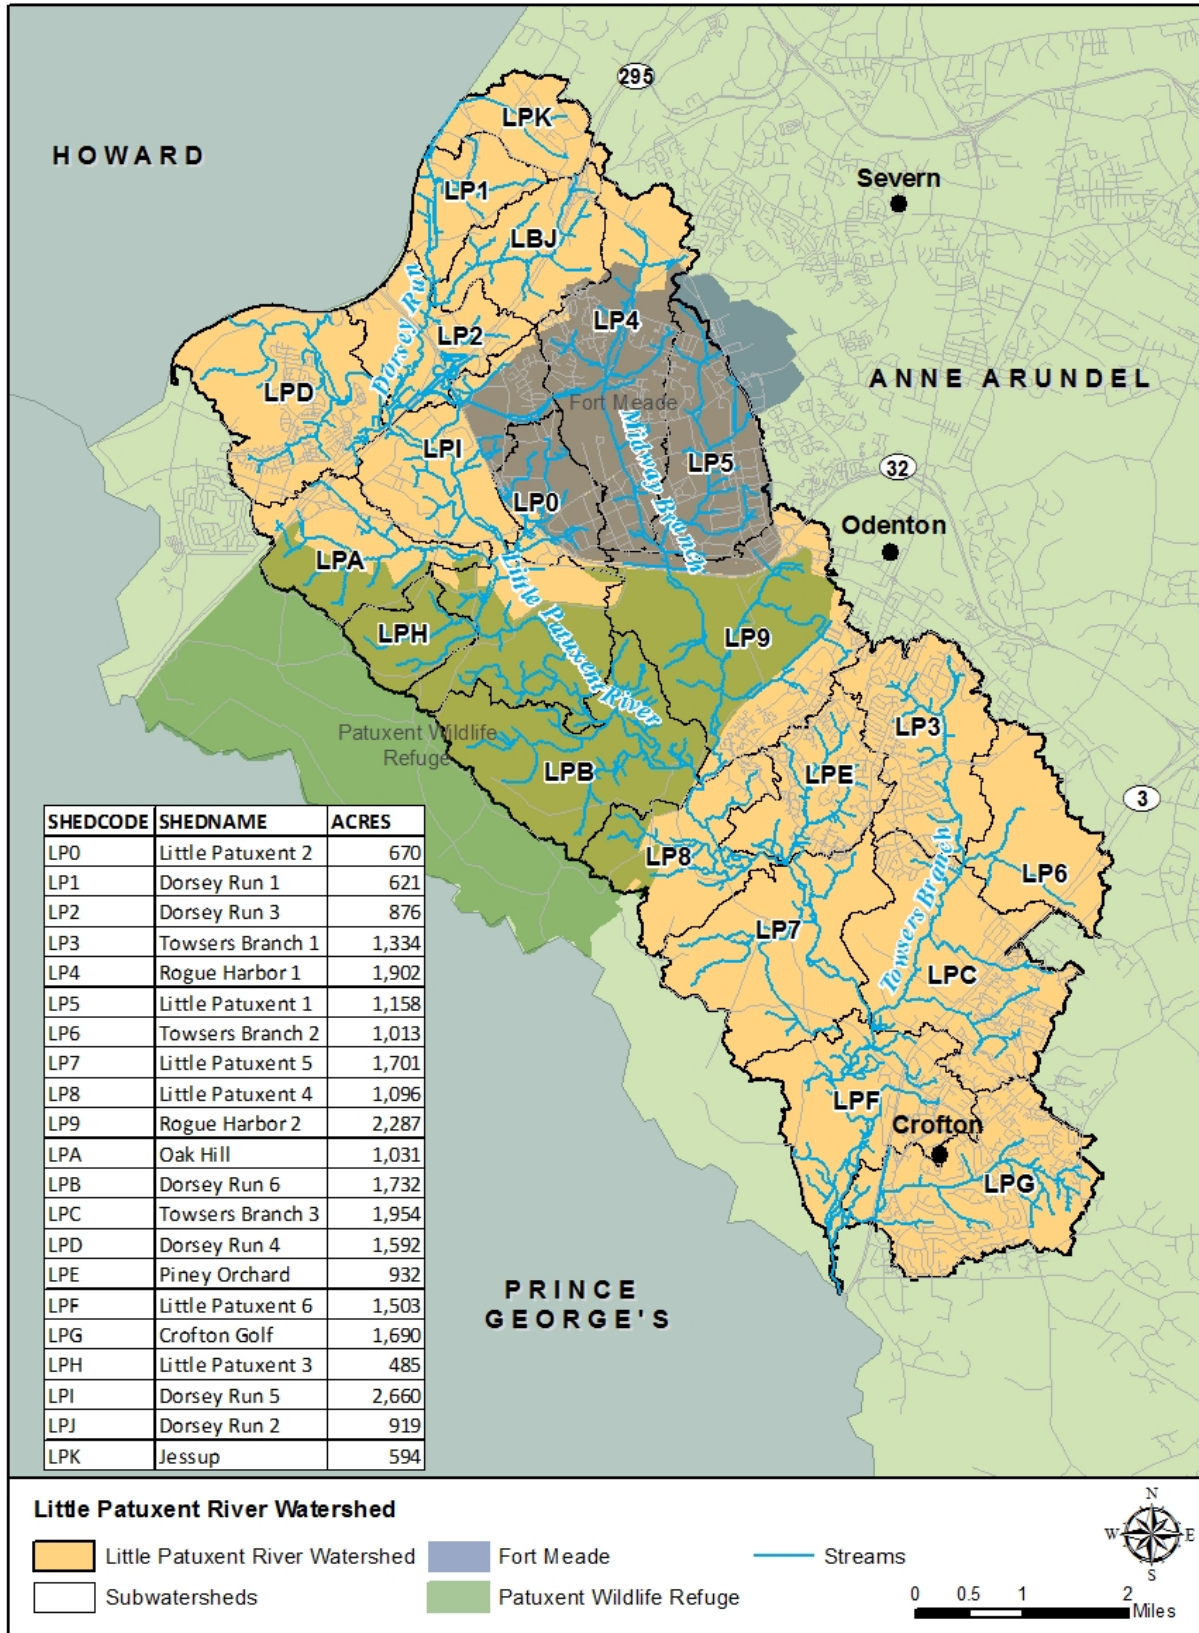 295
LPK
HOWARD
Severn
LP1
LBJ
Dorsey Run
LP4
LP2
ANNE ARUNDEL
LPD
Fort Meade
Midway Branch
LPI
LP5
32
LP0
Odenton
LPA
Little Patuxent River
LPH
LP9
LP3
Patuxent Wildlife
Refuge
LPB
LPE
3
LP8
LP6
Towsers Branch
LP7
LPC
LPF
Crofton
LPG
PRINCE
GEORGE'S
SHEDCODE SHEDNAME ACRES
LP0 Little Patuxent 2 670
LP1 Dorsey Run 1 621
LP2 Dorsey Run 3 876
LP3 Towsers Branch 1 1,334
LP4 Rogue Harbor 1 1,902
LP5 Little Patuxent 1 1,158
LP6 Towsers Branch 2 1,013
LP7 Little Patuxent 5 1,701
LP8 Little Patuxent 4 1,096
LP9 Rogue Harbor 2 2,287
LPA Oak Hill 1,031
LPB Dorsey Run 6 1,732
LPC Towsers Branch 3 1,954
LPD Dorsey Run 4 1,592
LPE Piney Orchard 932
LPF Little Patuxent 6 1,503
LPG Crofton Golf 1,690
LPH Little Patuxent 3 485
LPI Dorsey Run 5 2,660
LPJ Dorsey Run 2 919
LPK Jessup 594
Little Patuxent River Watershed
Little Patuxent River Watershed
Fort Meade
Streams
Subwatersheds
Patuxent Wildlife Refuge
N
W E
S
0 0.5 1 2
Miles